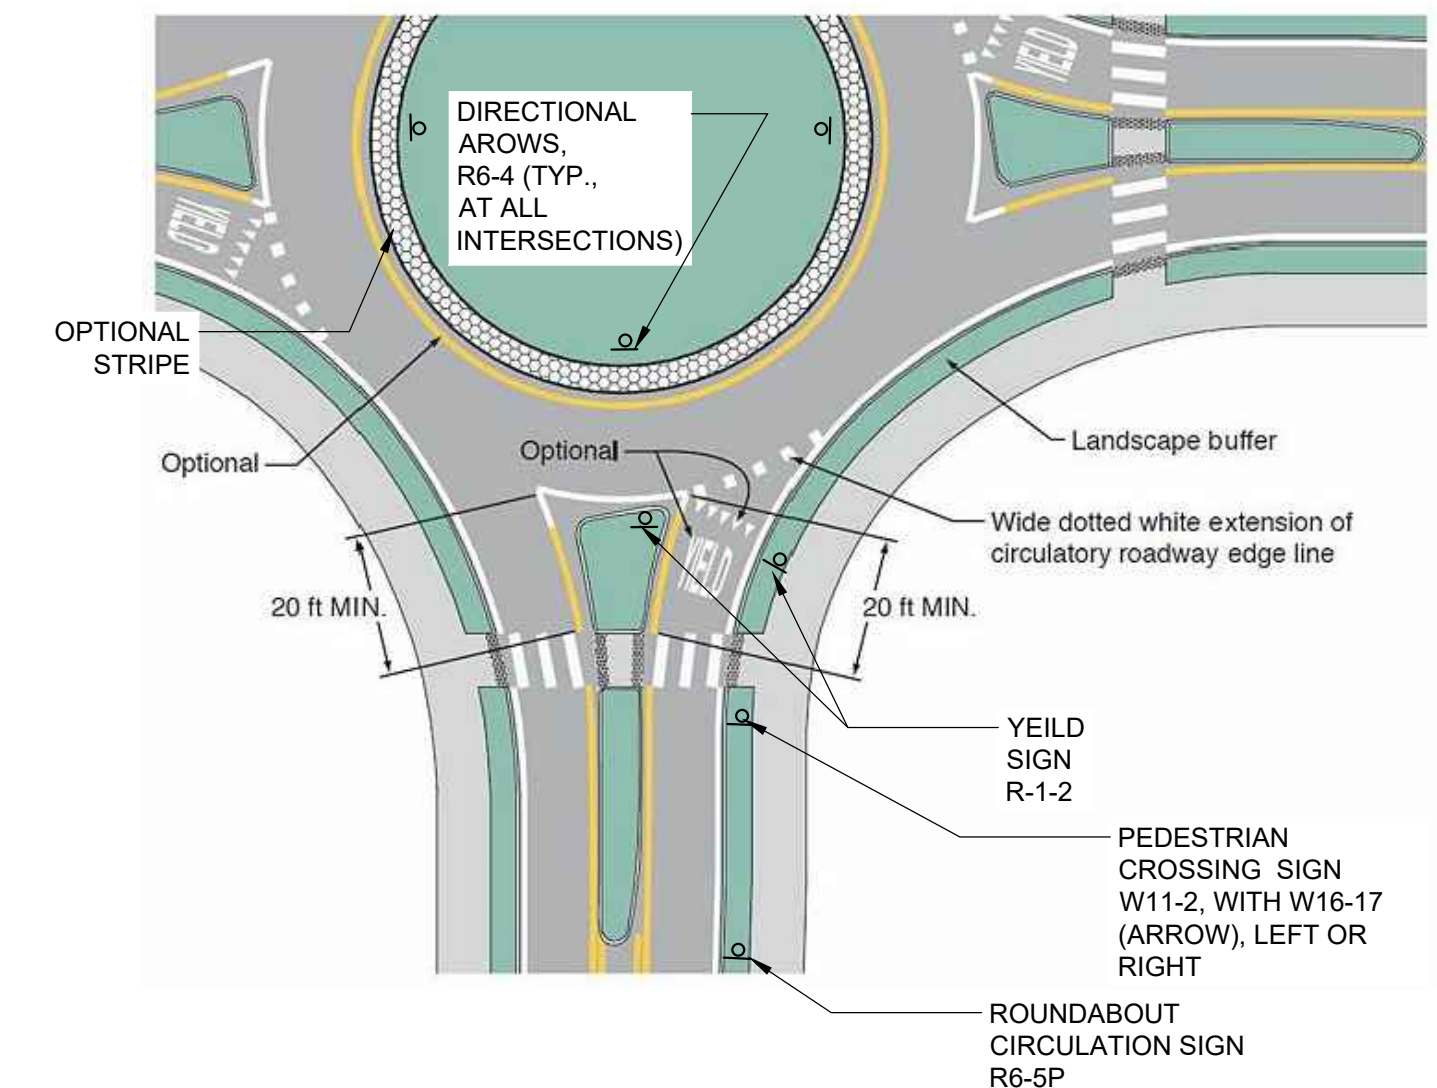 YIELD
DIRECTIONAL
AROWS,
R6-4 (TYP.,
AT ALL
INTERSECTIONS)
YIELD
OPTIONAL
STRIPE
Optional
Optional
Landscape buffer
Wide dotted white extension of
circulatory roadway edge line
YIELD
20 ft MIN.
20 ft MIN.
YEILD
SIGN
R-1-2
PEDESTRIAN
CROSSING SIGN
W11-2, WITH W16-17
(ARROW), LEFT OR
RIGHT
ROUNDABOUT
CIRCULATION SIGN
R6-5P